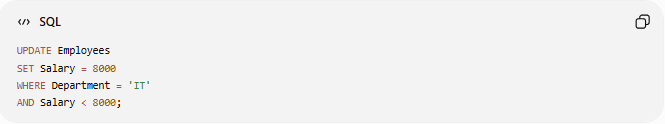 SQL
UPDATE Employees
SET Salary = 8000
WHERE Department = 'IT'
AND Salary < 8000;